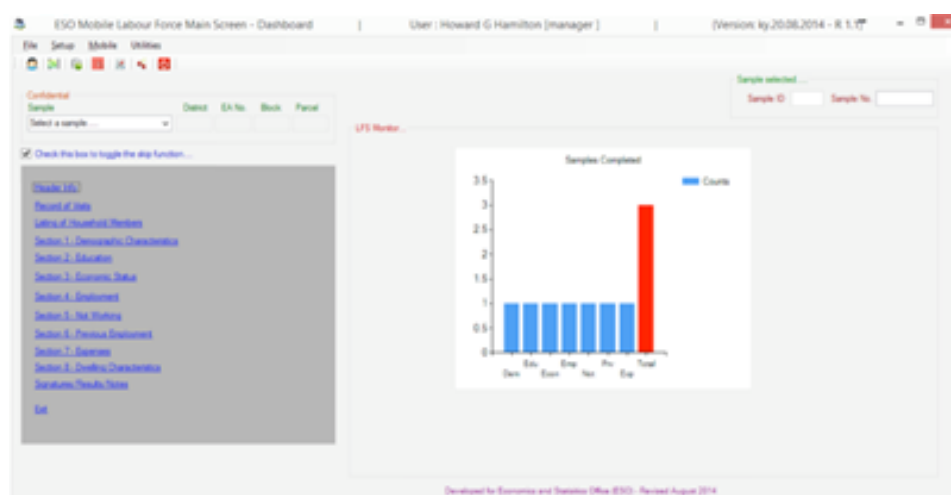 ESO Mobile Labour Force Main Screen - Dashboard | User : Howard G Hamilton [manager ] | (Version: ky.20.08.2014 - R 1.1)
File Setup Mobile Utilities
Sample selected ....
Sample ID Sample No.
Confidential
Sample District EA No. Block Parcel
Select a sample ....
LFS Monitor...
Check this box to toggle the skip function....
Header Info
Record of Visits
Listing of Household Members
Section 1 - Demographic Characteristics
Section 2 - Education
Section 3 - Economic Status
Section 4 - Employment
Section 5 - Not Working
Section 6 - Previous Employment
Section 7 - Expenses
Section 8 - Dwelling Characteristics
Signatures/Results/Notes
Exit
Samples Completed
Counts
3.5
3
2.5
2
1.5
1
0.5
0
Dem Edu Econ Emp Not Prv Exp Total
Developed for Economics and Statistics Office (ESO) - Revised August 2014